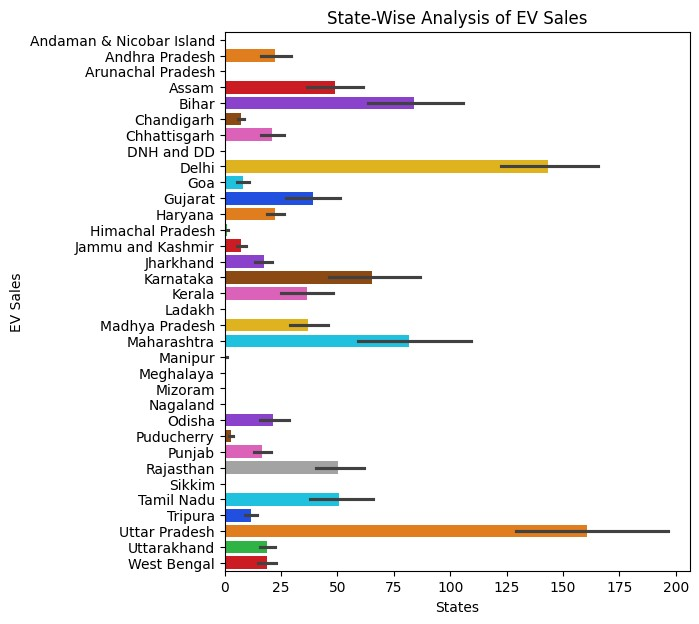 State-Wise Analysis of EV Sales
Andaman & Nicobar Island
Andhra Pradesh
Arunachal Pradesh
Assam
Bihar
Chandigarh
Chhattisgarh
DNH and DD
Delhi
Goa
Gujarat
Haryana
Himachal Pradesh
Jammu and Kashmir
Jharkhand
Karnataka
Kerala
Ladakh
Madhya Pradesh
Maharashtra
Manipur
Meghalaya
Mizoram
Nagaland
Odisha
Puducherry
Punjab
Rajasthan
Sikkim
Tamil Nadu
Tripura
Uttar Pradesh
Uttarakhand
West Bengal
EV Sales
0 25 50 75 100 125 150 175 200
States